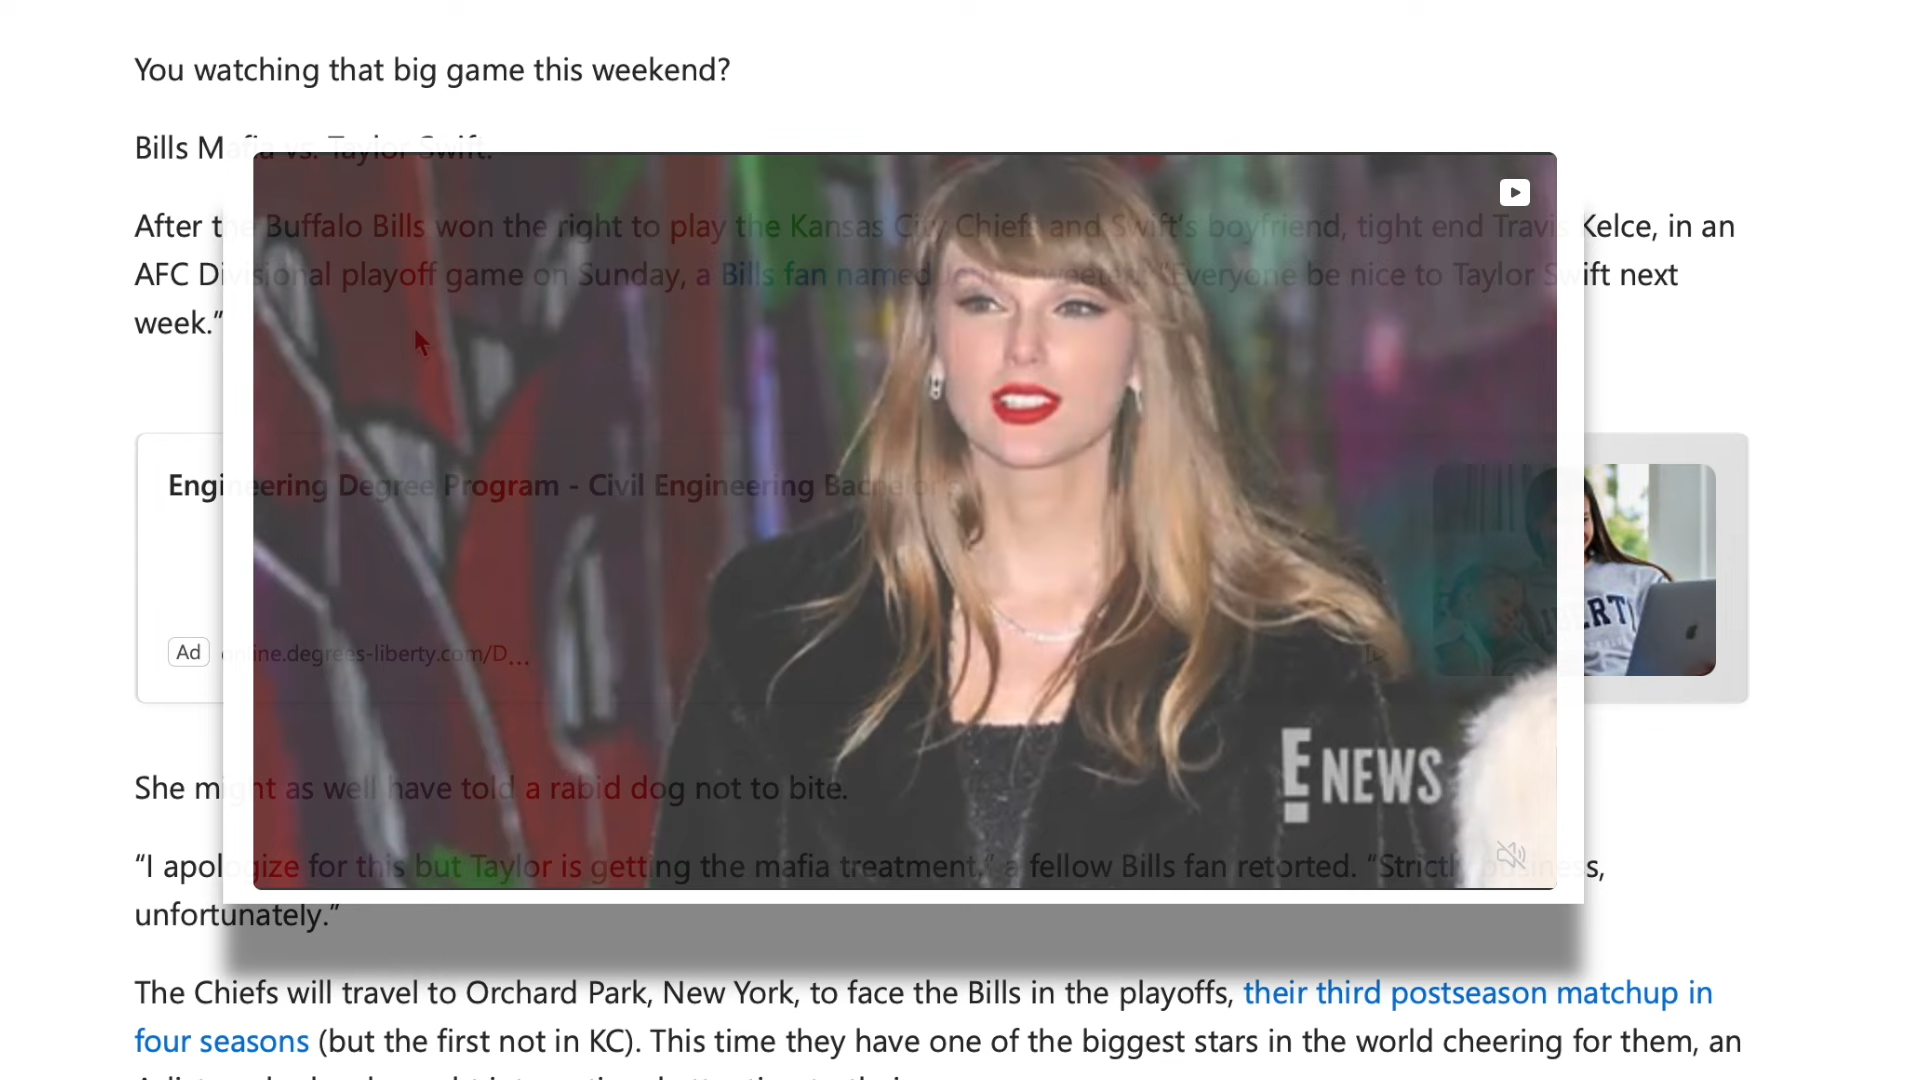 You watching that big game this weekend?
Bills Mafia vs. Taylor Swift.
After the Buffalo Bills won the right to play the Kansas City Chiefs and Swift's boyfriend, tight end Travis Kelce, in an
AFC Divisional playoff game on Sunday, a Bills fan named tweeted, “Everyone be nice to Taylor Swift next
week.”
Engineering Degree Program - Civil Engineering Bachelor's
Ad online.degrees-liberty.com/D...
She might as well have told a rabid dog not to bite.
E NEWS
“I apologize for this but Taylor is getting the mafia treatment,” a fellow Bills fan retorted. “Strictly business,
unfortunately.”
The Chiefs will travel to Orchard Park, New York, to face the Bills in the playoffs, their third postseason matchup in
four seasons (but the first not in KC). This time they have one of the biggest stars in the world cheering for them, an